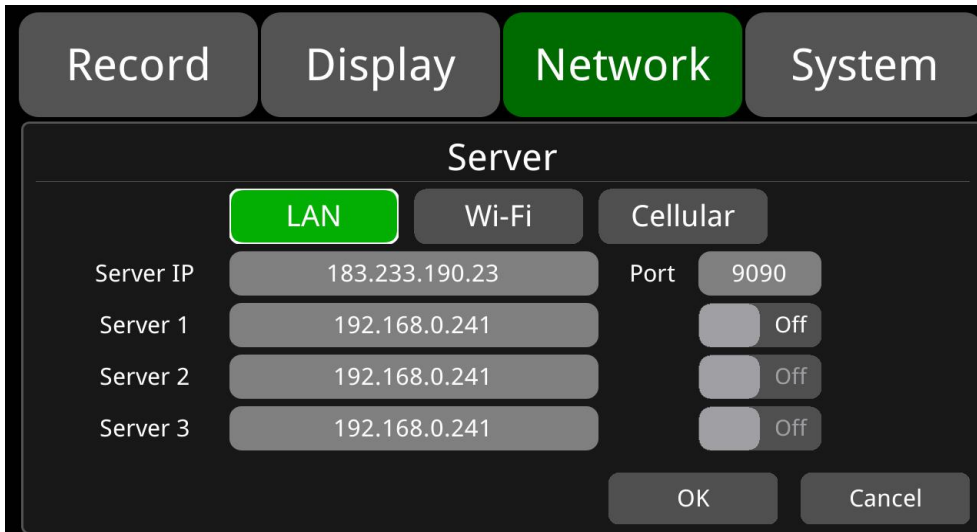 Record Display Network System
Server
LAN Wi-Fi Cellular
Server IP 183.233.190.23 Port 9090
Server 1 192.168.0.241 Off
Server 2 192.168.0.241 Off
Server 3 192.168.0.241 Off
OK Cancel